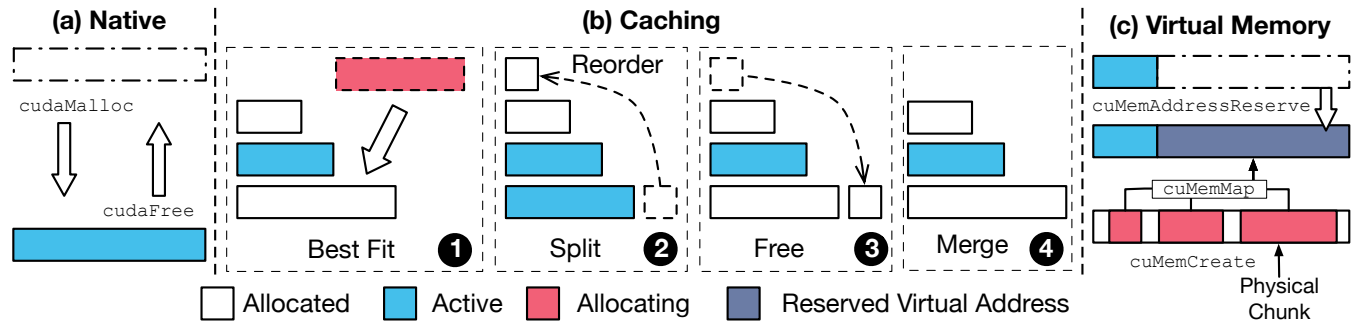 (a) Native
(b) Caching
(c) Virtual Memory
cudaMalloc
cudaFree
Reorder
Best Fit
1
Split
2
Free
3
Merge
4
cuMemAddressReserve
cuMemMap
cuMemCreate
Physical
Chunk
Allocated
Active
Allocating
Reserved Virtual Address